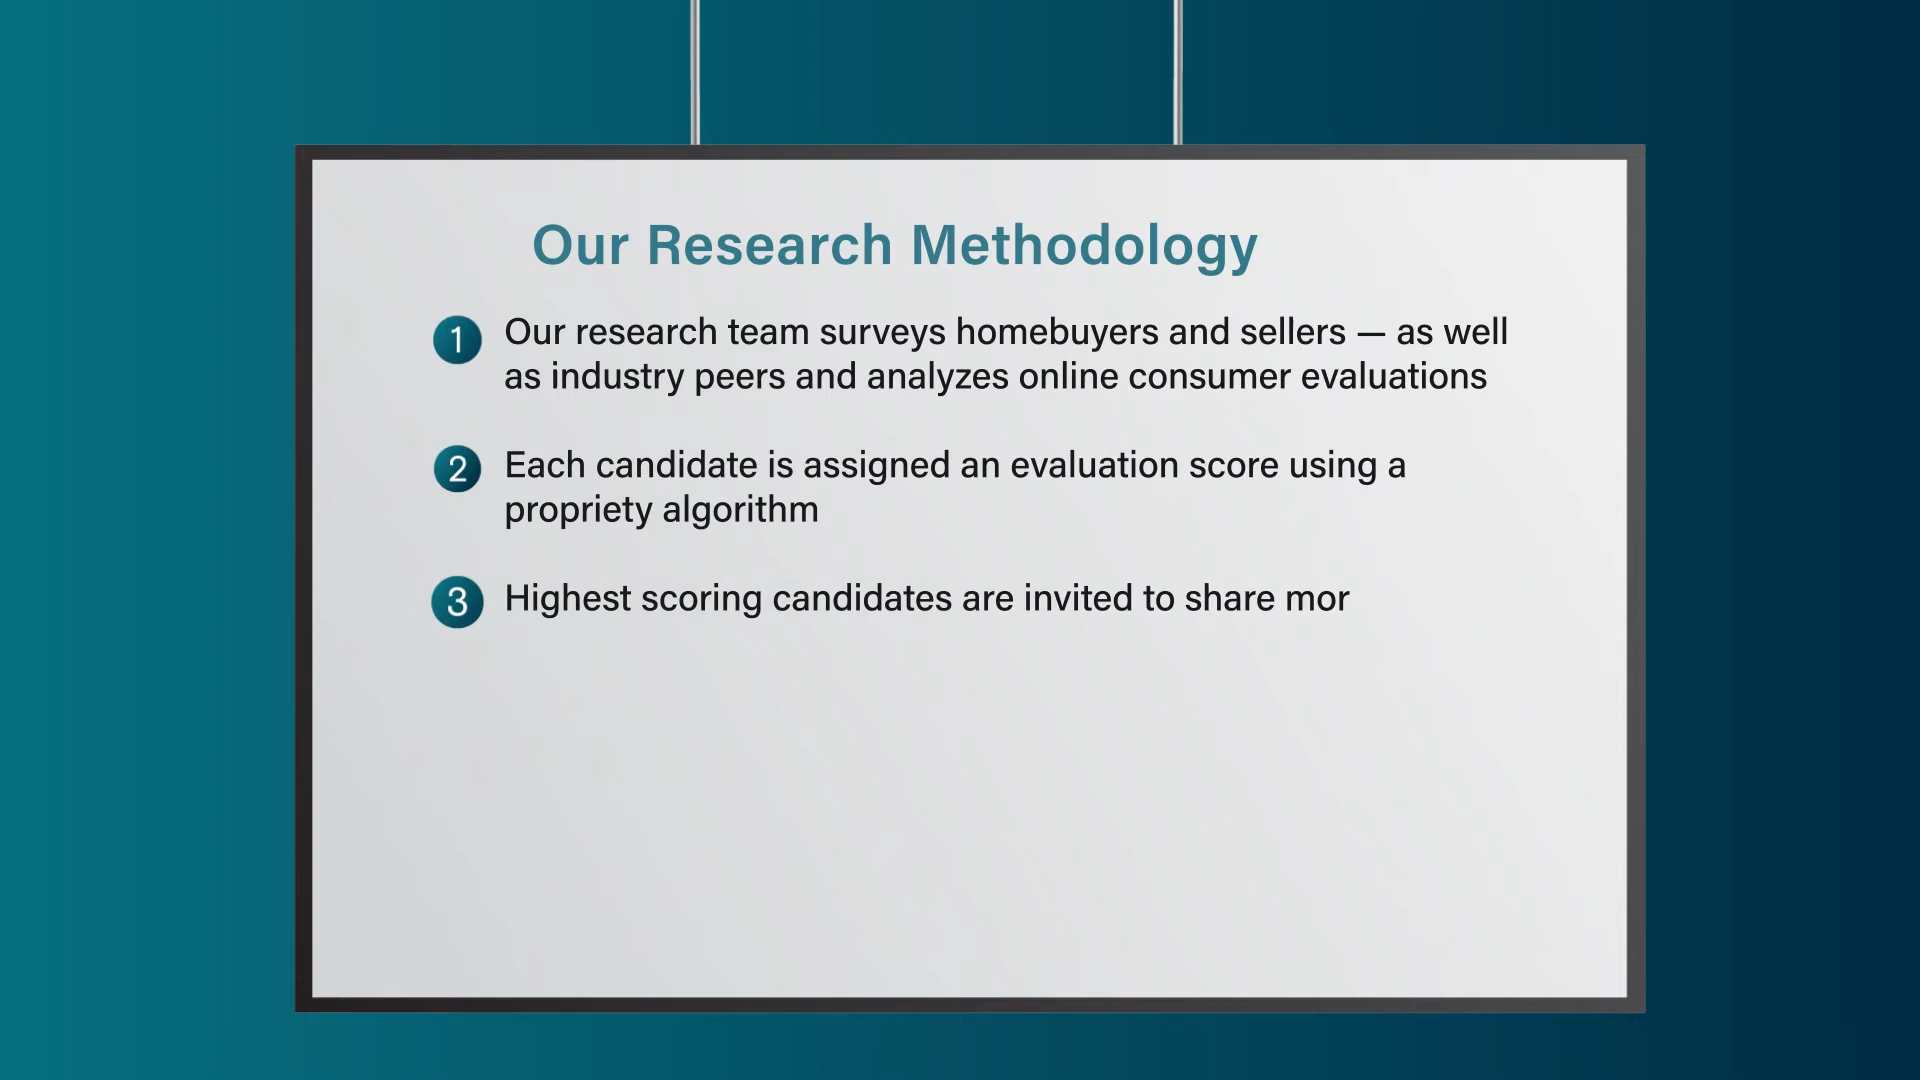 Our Research Methodology
1 Our research team surveys homebuyers and sellers — as well
as industry peers and analyzes online consumer evaluations
2 Each candidate is assigned an evaluation score using a
propriety algorithm
3 Highest scoring candidates are invited to share mor